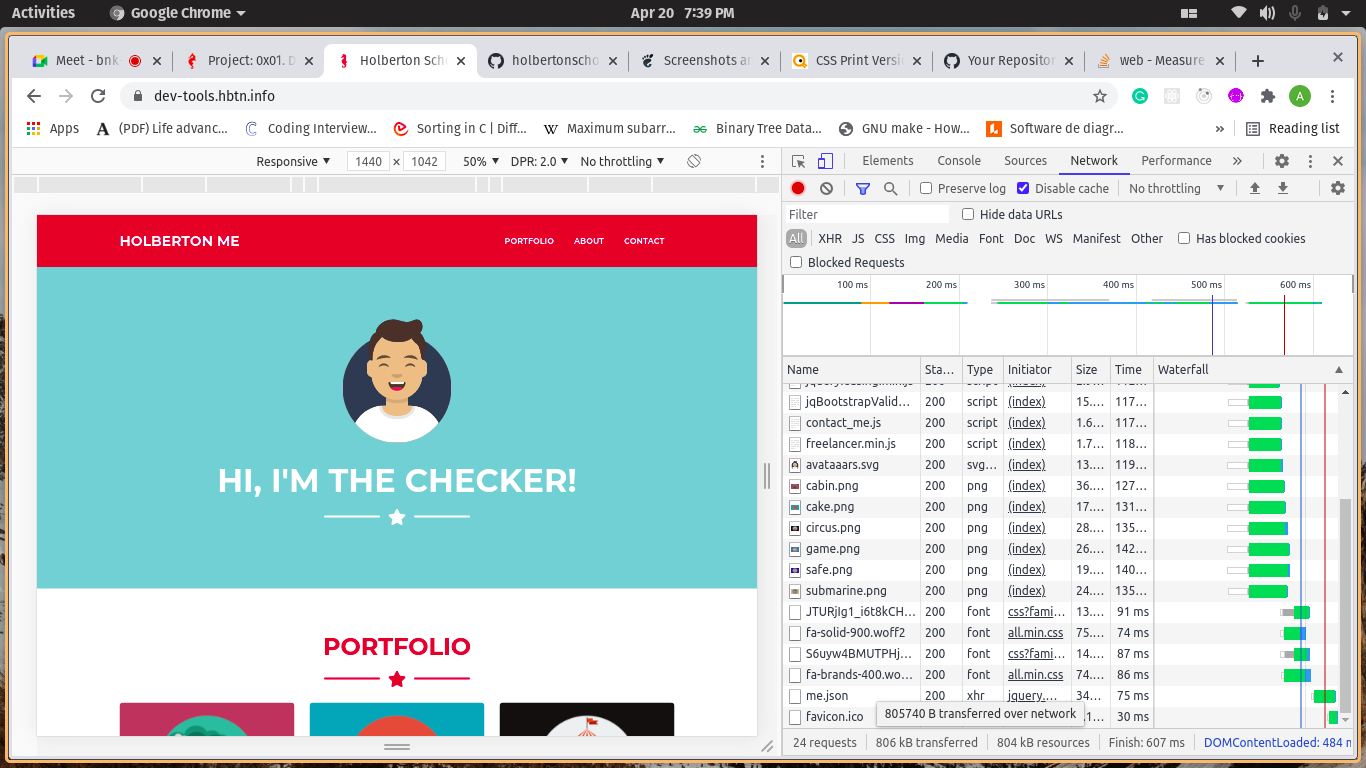 Activities
Google Chrome
Apr 20 7:39 PM
Meet - bnk
Project: 0x01. D
Holberton Sch
holbertonscho
Screenshots an
CSS Print Versi
Your Repositor
web - Measure
dev-tools.hbtn.info
A
Apps
(PDF) Life advanc...
Coding Interview...
Sorting in C | Diff...
Maximum subarr...
Binary Tree Data...
GNU make - How...
Software de diagr...
»
Reading list
Responsive 1440 × 1042 50% DPR: 2.0 No throttling
Elements Console Sources Network Performance »
Preserve log Disable cache No throttling
Filter Hide data URLs
All XHR JS CSS Img Media Font Doc WS Manifest Other Has blocked cookies
Blocked Requests
100 ms 200 ms 300 ms 400 ms 500 ms 600 ms
Name Sta... Type Initiator Size Time Waterfall
jqBootstrapValid... 200 script (index) 15.... 117...
contact_me.js 200 script (index) 1.6... 117...
freelancer.min.js 200 script (index) 1.7... 118...
avataaars.svg 200 svg... (index) 13.... 119...
cabin.png 200 png (index) 36.... 127...
cake.png 200 png (index) 17.... 131...
circus.png 200 png (index) 28.... 135...
game.png 200 png (index) 26.... 142...
safe.png 200 png (index) 19.... 140...
submarine.png 200 png (index) 24.... 135...
JTURjIg1_i6t8kCH... 200 font css?fami... 13.... 91 ms
fa-solid-900.woff2 200 font all.min.css 75.... 74 ms
S6uyw4BMUTPHj... 200 font css?fami... 14.... 87 ms
fa-brands-400.wo... 200 font all.min.css 74.... 86 ms
me.json 200 xhr jquery.... 34... 75 ms
favicon.ico 30 ms
805740 B transferred over network
24 requests 806 kB transferred 804 kB resources Finish: 607 ms DOMContentLoaded: 484 m
HOLBERTON ME
PORTFOLIO ABOUT CONTACT
HI, I'M THE CHECKER!
PORTFOLIO